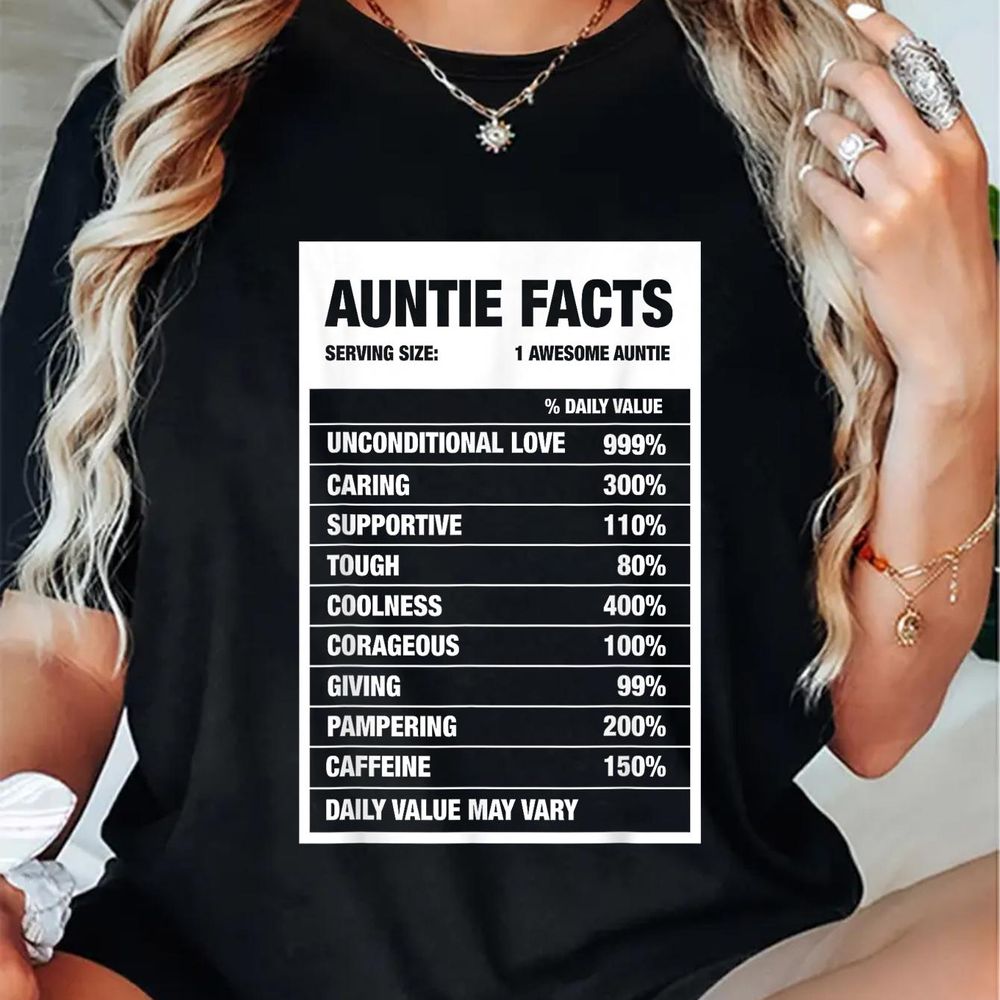 AUNTIE FACTS
SERVING SIZE: 1 AWESOME AUNTIE
% DAILY VALUE
UNCONDITIONAL LOVE 999%
CARING 300%
SUPPORTIVE 110%
TOUGH 80%
COOLNESS 400%
CORAGEOUS 100%
GIVING 99%
PAMPERING 200%
CAFFEINE 150%
DAILY VALUE MAY VARY